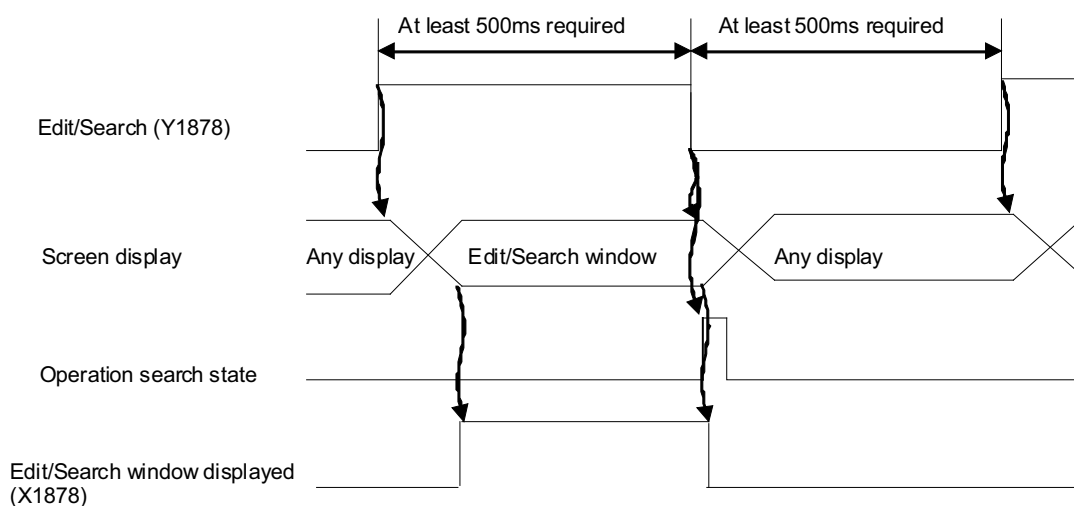 At least 500ms required
At least 500ms required
Edit/Search (Y1878)
Screen display
Any display
Edit/Search window
Any display
Operation search state
Edit/Search window displayed
(X1878)